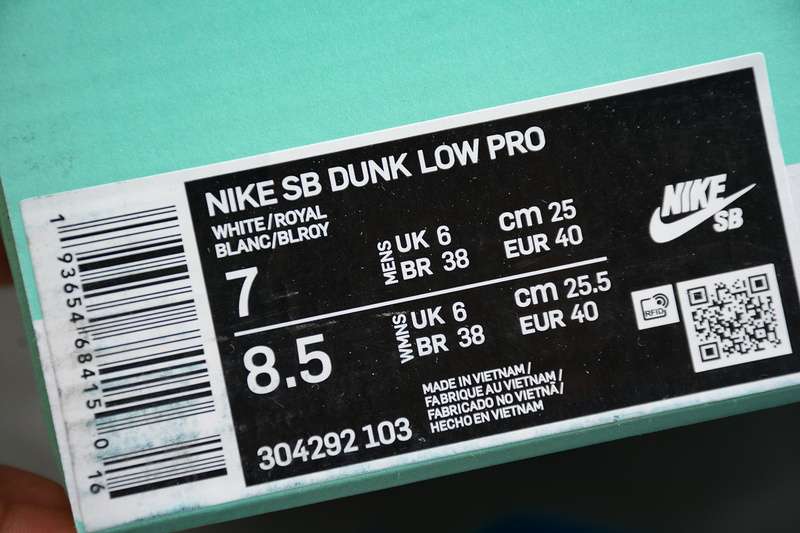 NIKE SB DUNK LOW PRO
WHITE/ROYAL
BLANC/BLROY
7
MENS
UK 6
BR 38
cm 25
EUR 40
8.5
WMNS
UK 6
BR 38
cm 25.5
EUR 40
MADE IN VIETNAM/
FABRIQUE AU VIETNAM/
FABRICADO NO VIETNÃ/
HECHO EN VIETNAM
304292 103
NIKE
SB
RFID
1 93654 68415 0 16